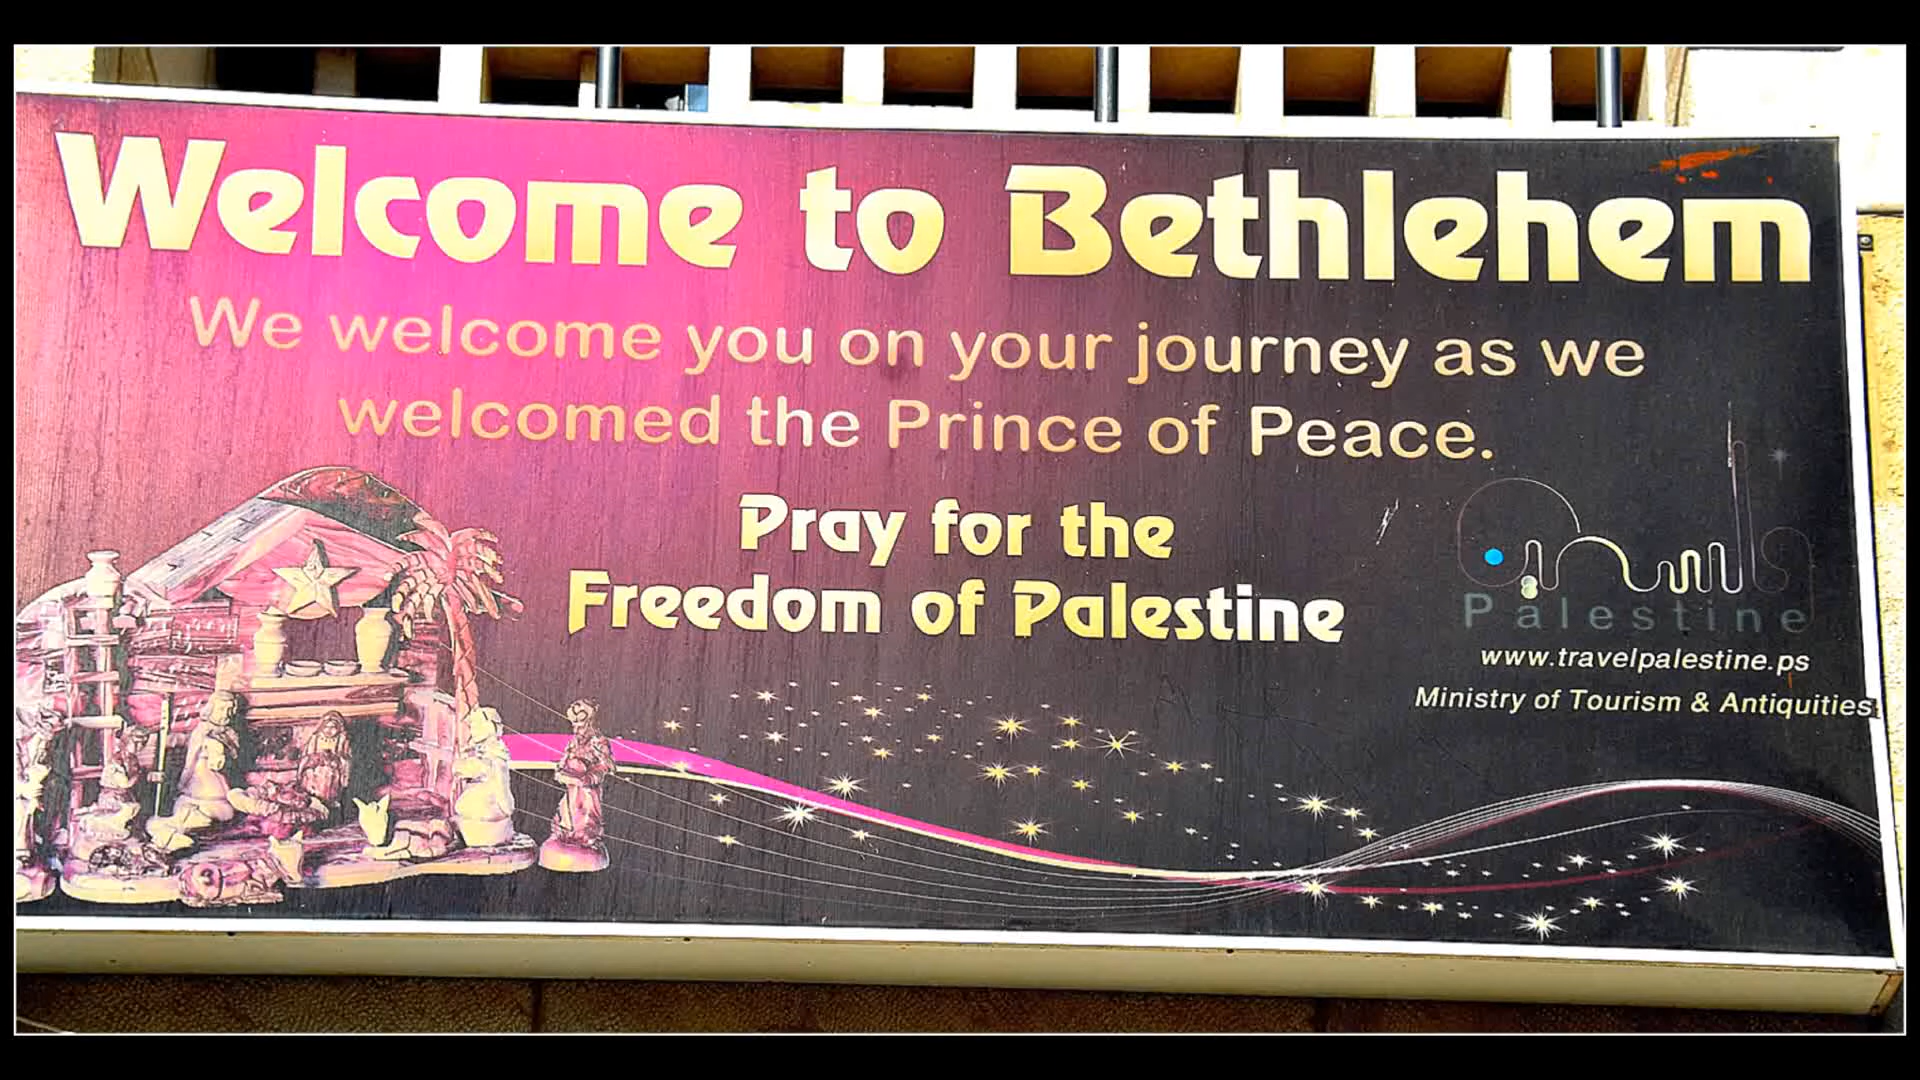 Welcome to Bethlehem
We welcome you on your journey as we
welcomed the Prince of Peace.
Pray for the
Freedom of Palestine
فلسطين
Palestine
www.travelpalestine.ps
Ministry of Tourism & Antiquities